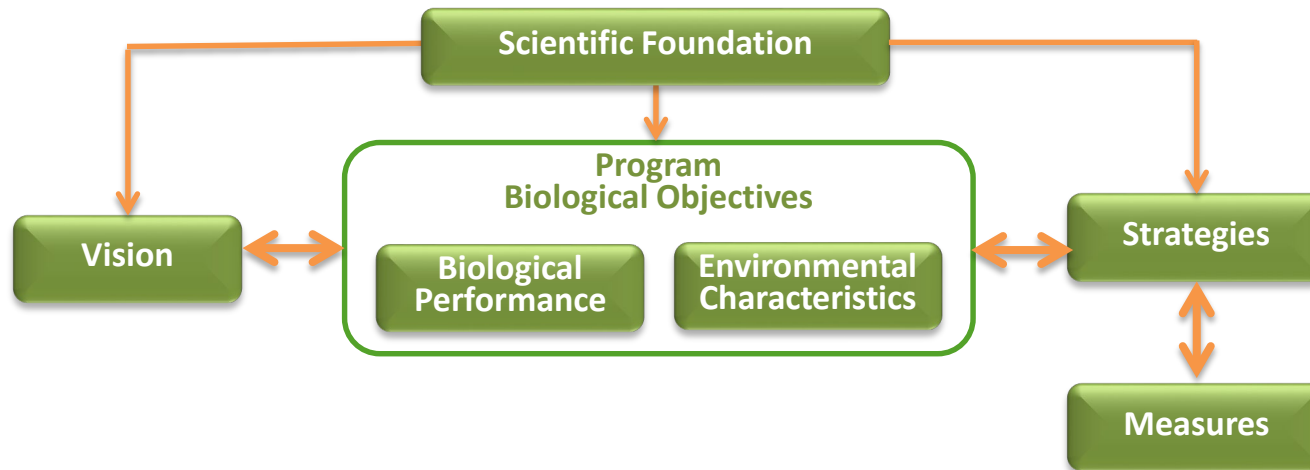 Scientific Foundation
Program
Biological Objectives
Vision
Biological
Performance
Environmental
Characteristics
Strategies
Measures